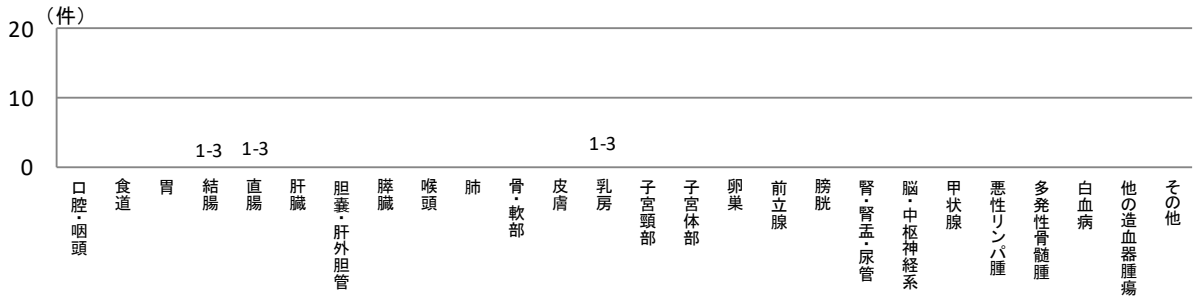 （件）
20
10
0
1-3
1-3
1-3
口腔・咽頭
食道
胃
結腸
直腸
肝臓
胆嚢・肝外胆管
膵臓
喉頭
肺
骨・軟部
皮膚
乳房
子宮頸部
子宮体部
卵巣
前立腺
膀胱
腎・腎盂・尿管
脳・中枢神経系
甲状腺
悪性リンパ腫
多発性骨髄腫
白血病
他の造血器腫瘍
その他